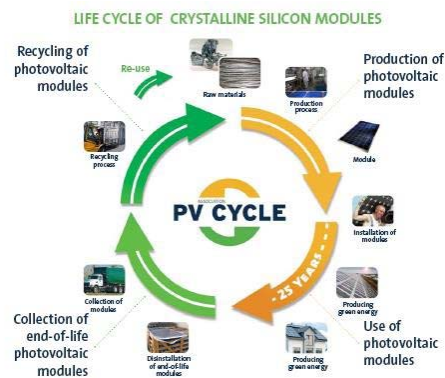 LIFE CYCLE OF CRYSTALLINE SILICON MODULES
Recycling of
photovoltaic
modules
Re-use
Raw materials
Production
process
Production of
photovoltaic
modules
Module
Recycling
process
ASSOCIATION
PV CYCLE
Installation of
modules
- 25 YEARS - - -
Producing
green energy
Collection of
modules
Use of
photovoltaic
modules
Producing
green energy
Collection of
end-of-life
photovoltaic
modules
Disinstallation
of end-of-life
modules